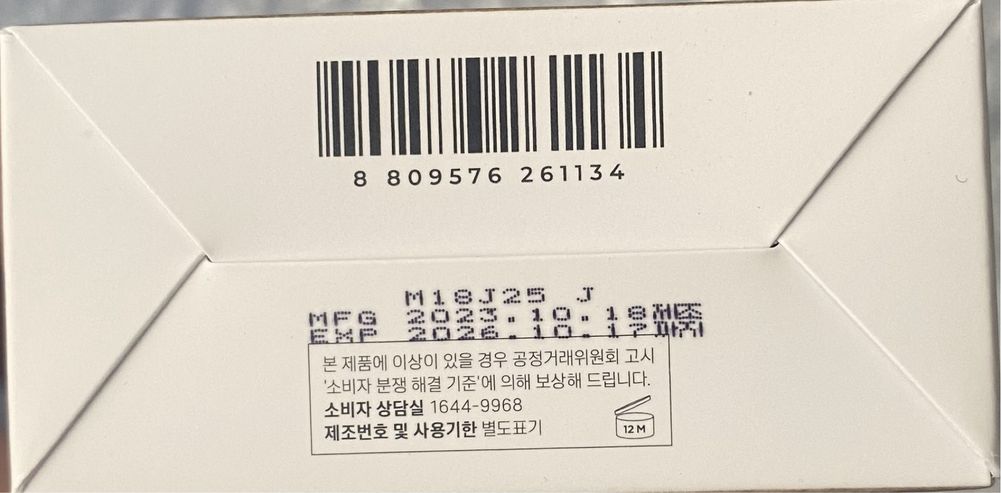 8 809576 261134
M18J25 J
MFG 2023.10.18제조
EXP 2026.10.17까지
본 제품에 이상이 있을 경우 공정거래위원회 고시
'소비자 분쟁 해결 기준'에 의해 보상해 드립니다.
소비자 상담실 1644-9968
제조번호 및 사용기한 별도표기
12 M